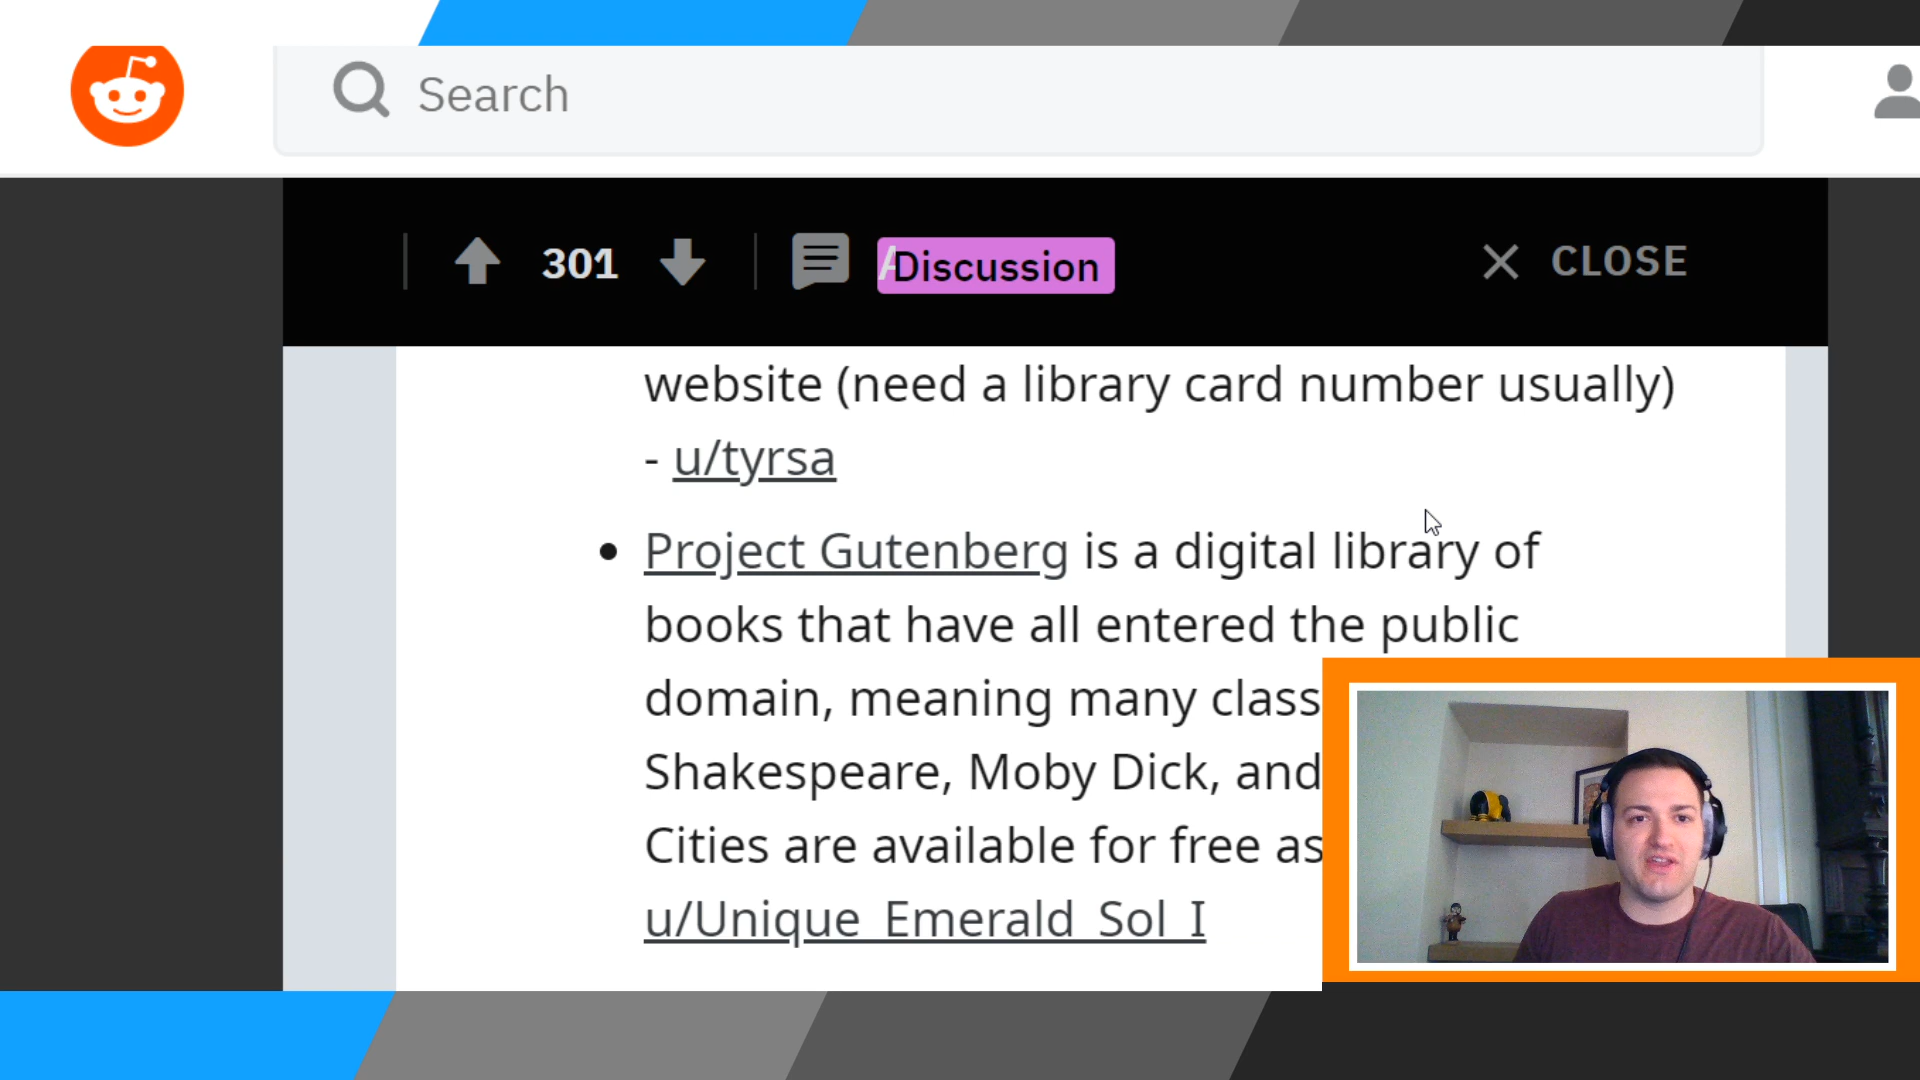 Search
301
Discussion
CLOSE
website (need a library card number usually)
- u/tyrsa
• Project Gutenberg is a digital library of
books that have all entered the public
domain, meaning many class
Shakespeare, Moby Dick, and
Cities are available for free as
u/Unique_Emerald_Sol_I